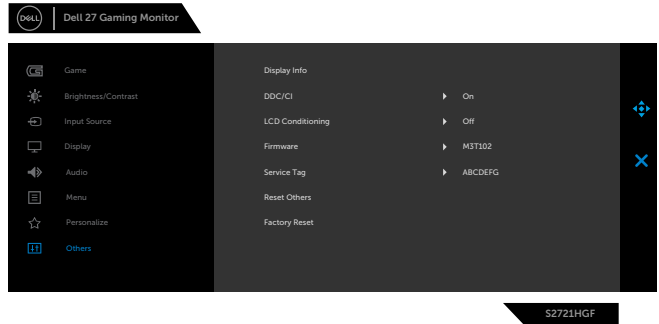 DELL Dell 27 Gaming Monitor
Game Display Info
Brightness/Contrast DDC/CI On
Input Source LCD Conditioning Off
Display Firmware M3T102
Audio Service Tag ABCDEFG
Menu Reset Others
Personalize Factory Reset
Others
S2721HGF